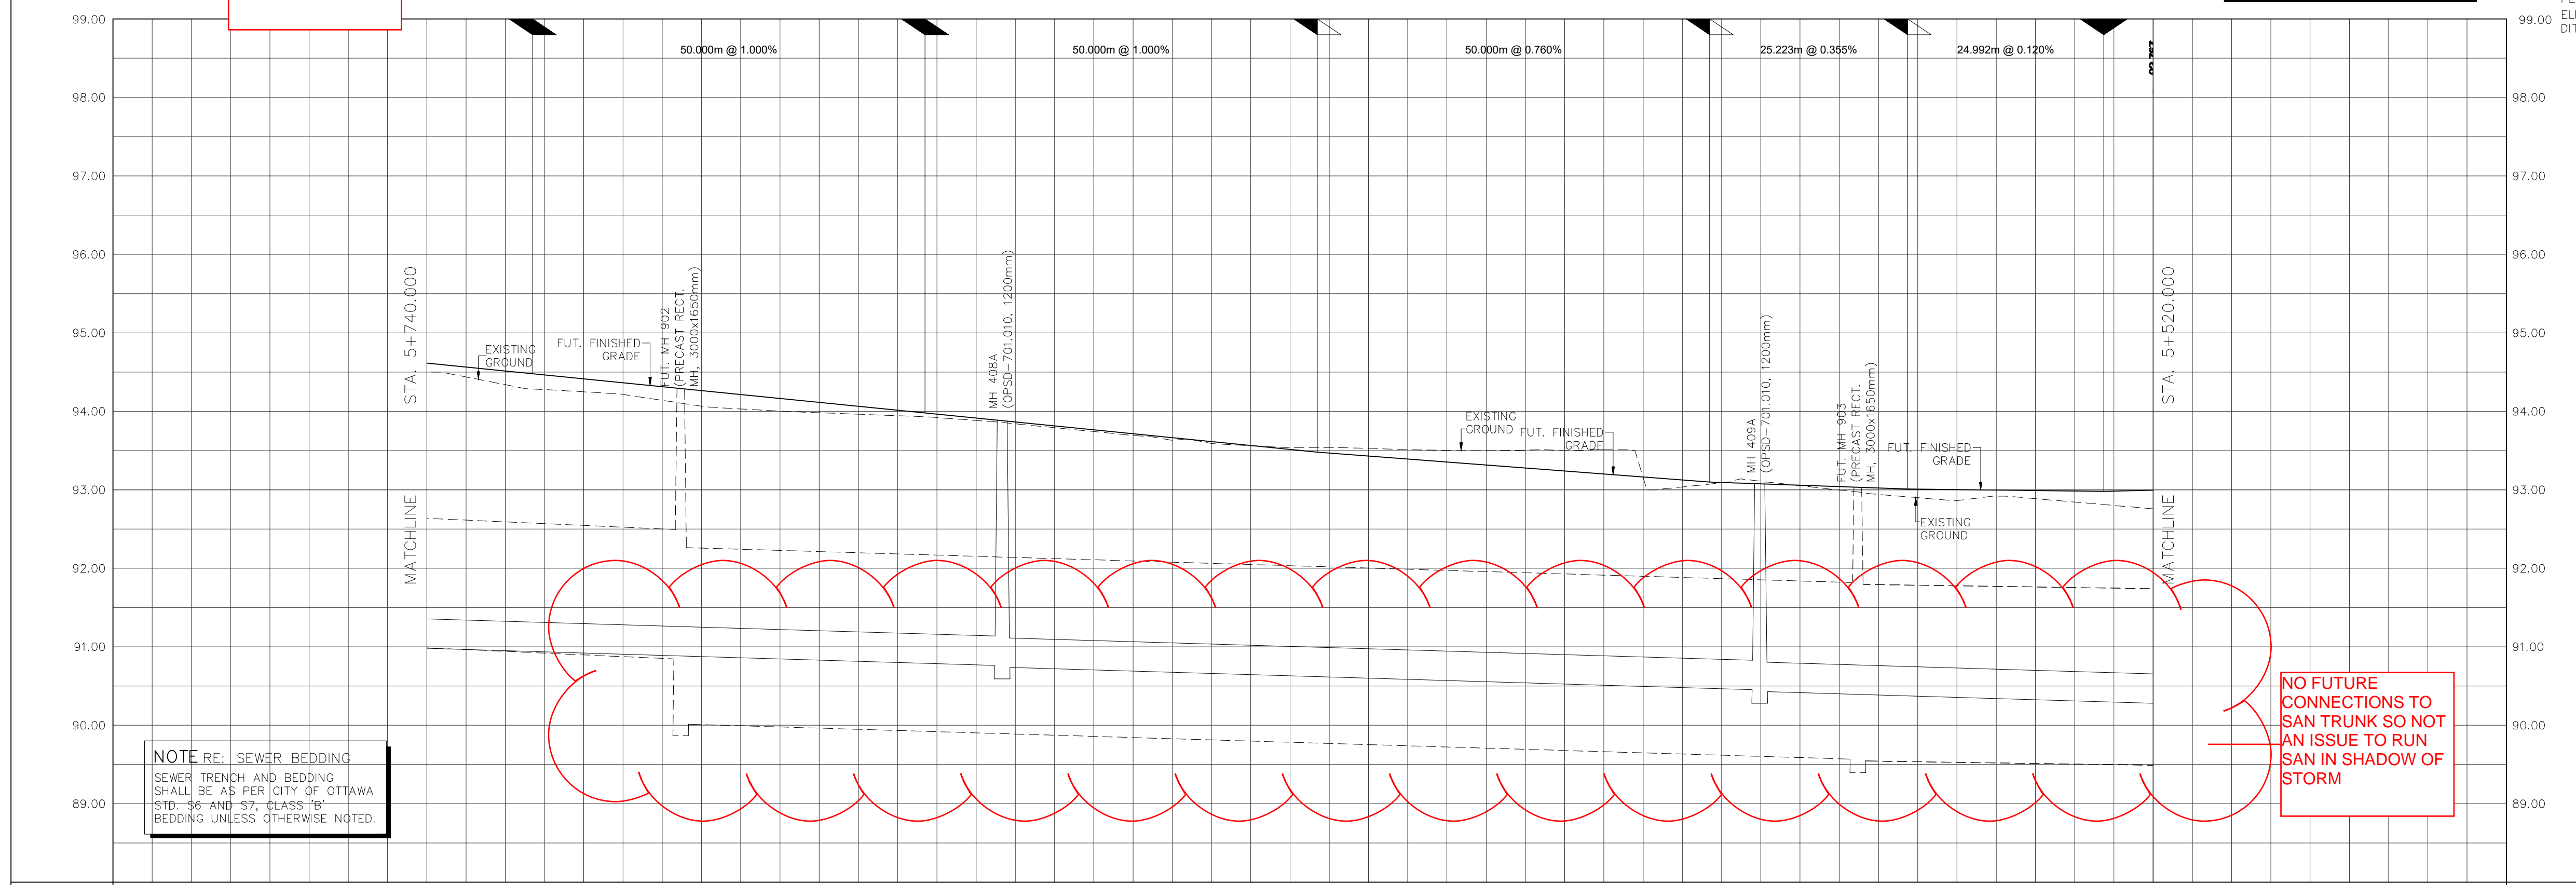 99.00
98.00
97.00
96.00
95.00
94.00
93.00
92.00
91.00
90.00
89.00
50.000m @ 1.000%
50.000m @ 1.000%
50.000m @ 0.760%
25.223m @ 0.355%
24.992m @ 0.120%
MATCHLINE STA. 5+740.000
EXISTING
GROUND
FUT. FINISHED
GRADE
FUT. MH 902
(PRECAST RECT.
MH, 3000x1650mm)
MH 408A
(OPSD-701.010, 1200mm)
EXISTING
GROUND
FUT. FINISHED
GRADE
MH 409A
(OPSD-701.010, 1200mm)
FUT. MH 903
(PRECAST RECT.
MH, 3000x1650mm)
FUT. FINISHED
GRADE
EXISTING
GROUND
MATCHLINE STA. 5+520.000
NOTE RE: SEWER BEDDING
SEWER TRENCH AND BEDDING
SHALL BE AS PER CITY OF OTTAWA
STD. S6 AND S7, CLASS 'B'
BEDDING UNLESS OTHERWISE NOTED.
NO FUTURE
CONNECTIONS TO
SAN TRUNK SO NOT
AN ISSUE TO RUN
SAN IN SHADOW OF
STORM
99.00
98.00
97.00
96.00
95.00
94.00
93.00
92.00
91.00
90.00
89.00